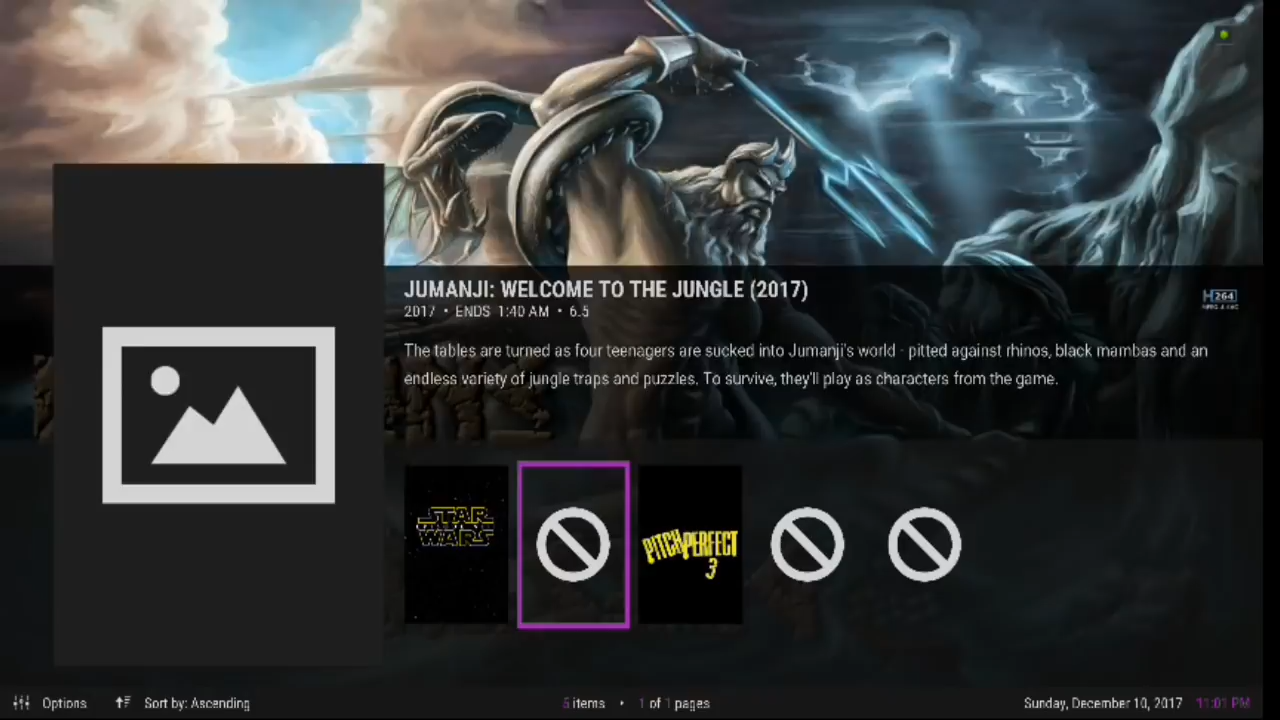 JUMANJI: WELCOME TO THE JUNGLE (2017)
2017 • ENDS 1:40 AM • 6.5
H264
The tables are turned as four teenagers are sucked into Jumanji's world - pitted against rhinos, black mambas and an
endless variety of jungle traps and puzzles. To survive, they'll play as characters from the game.
STAR
WARS
PITCH PERFECT
3
Options
Sort by: Ascending
5 items • 1 of 1 pages
Sunday, December 10, 2017 11:01 PM